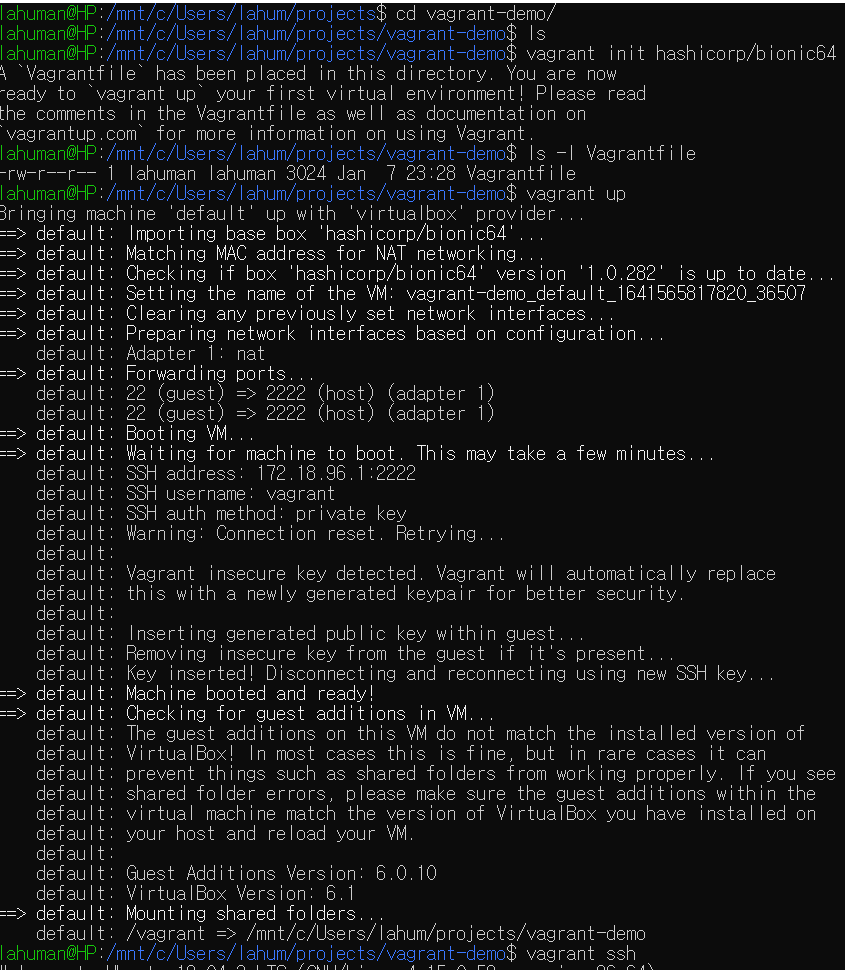 lahuman@HP:/mnt/c/Users/lahum/projects$ cd vagrant-demo/
lahuman@HP:/mnt/c/Users/lahum/projects/vagrant-demo$ ls
lahuman@HP:/mnt/c/Users/lahum/projects/vagrant-demo$ vagrant init hashicorp/bionic64
A `Vagrantfile` has been placed in this directory. You are now
ready to `vagrant up` your first virtual environment! Please read
the comments in the Vagrantfile as well as documentation on
`vagrantup.com` for more information on using Vagrant.
lahuman@HP:/mnt/c/Users/lahum/projects/vagrant-demo$ ls -l Vagrantfile
-rw-r--r-- 1 lahuman lahuman 3024 Jan  7 23:28 Vagrantfile
lahuman@HP:/mnt/c/Users/lahum/projects/vagrant-demo$ vagrant up
Bringing machine 'default' up with 'virtualbox' provider...
==> default: Importing base box 'hashicorp/bionic64'...
==> default: Matching MAC address for NAT networking...
==> default: Checking if box 'hashicorp/bionic64' version '1.0.282' is up to date...
==> default: Setting the name of the VM: vagrant-demo_default_1641565817820_36507
==> default: Clearing any previously set network interfaces...
==> default: Preparing network interfaces based on configuration...
    default: Adapter 1: nat
==> default: Forwarding ports...
    default: 22 (guest) => 2222 (host) (adapter 1)
    default: 22 (guest) => 2222 (host) (adapter 1)
==> default: Booting VM...
==> default: Waiting for machine to boot. This may take a few minutes...
    default: SSH address: 172.18.96.1:2222
    default: SSH username: vagrant
    default: SSH auth method: private key
    default: Warning: Connection reset. Retrying...
    default:
    default: Vagrant insecure key detected. Vagrant will automatically replace
    default: this with a newly generated keypair for better security.
    default:
    default: Inserting generated public key within guest...
    default: Removing insecure key from the guest if it's present...
    default: Key inserted! Disconnecting and reconnecting using new SSH key...
==> default: Machine booted and ready!
==> default: Checking for guest additions in VM...
    default: The guest additions on this VM do not match the installed version of
    default: VirtualBox! In most cases this is fine, but in rare cases it can
    default: prevent things such as shared folders from working properly. If you see
    default: shared folder errors, please make sure the guest additions within the
    default: virtual machine match the version of VirtualBox you have installed on
    default: your host and reload your VM.
    default:
    default: Guest Additions Version: 6.0.10
    default: VirtualBox Version: 6.1
==> default: Mounting shared folders...
    default: /vagrant => /mnt/c/Users/lahum/projects/vagrant-demo
lahuman@HP:/mnt/c/Users/lahum/projects/vagrant-demo$ vagrant ssh